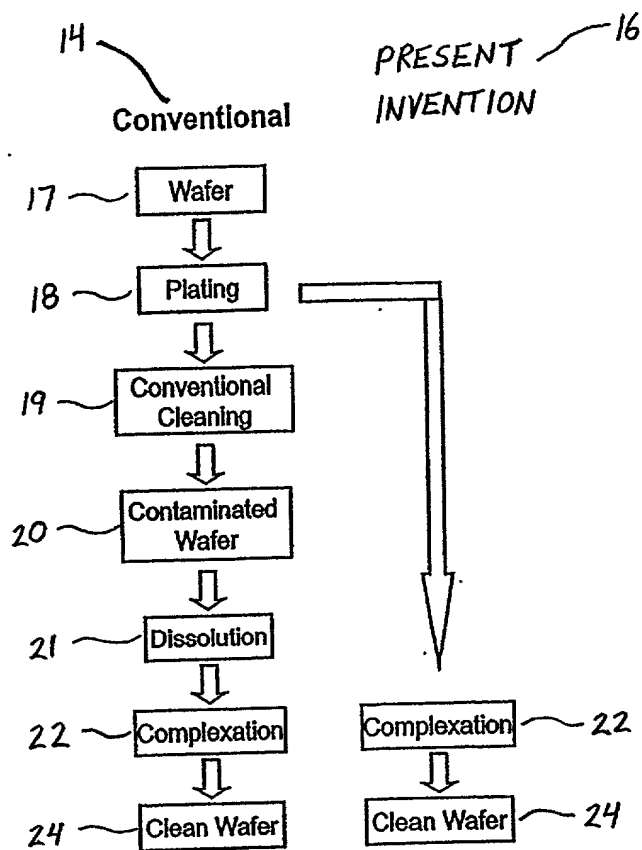 14
16
PRESENT
INVENTION
Conventional
17
Wafer
18
Plating
19
Conventional
Cleaning
20
Contaminated
Wafer
21
Dissolution
22
Complexation
Complexation
22
24
Clean Wafer
Clean Wafer
24